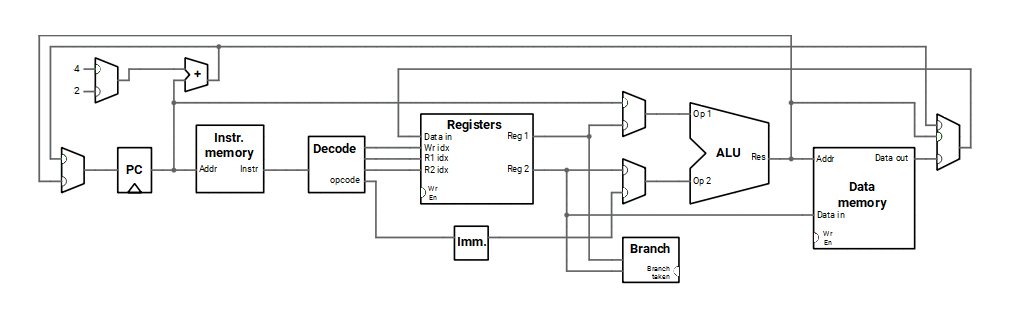 4
2
+
PC
Instr.
memory
Addr
Instr
Decode
opcode
Registers
Data in
Wr idx
R1 idx
R2 idx
Wr
En
Reg 1
Reg 2
Imm.
Op 1
ALU
Res
Op 2
Branch
Branch
taken
Addr
Data out
Data
memory
Data in
Wr
En